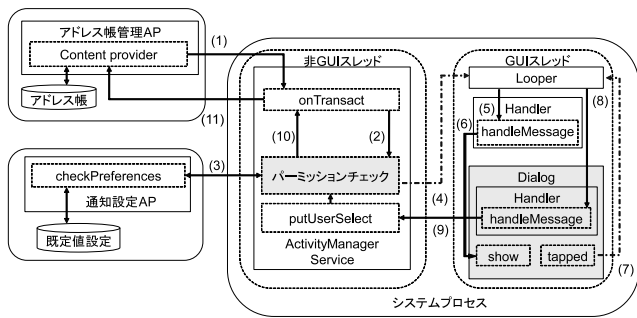 アドレス帳管理AP
Content provider
アドレス帳
(1)
(11)
checkPreferences
通知設定AP
既定値設定
(3)
非GUIスレッド
onTransact
(10)
(2)
パーミッションチェック
putUserSelect
ActivityManager
Service
(4)
(9)
GUIスレッド
Looper
(5)
(8)
Handler
(6)
handleMessage
Dialog
Handler
handleMessage
show
tapped
(7)
システムプロセス